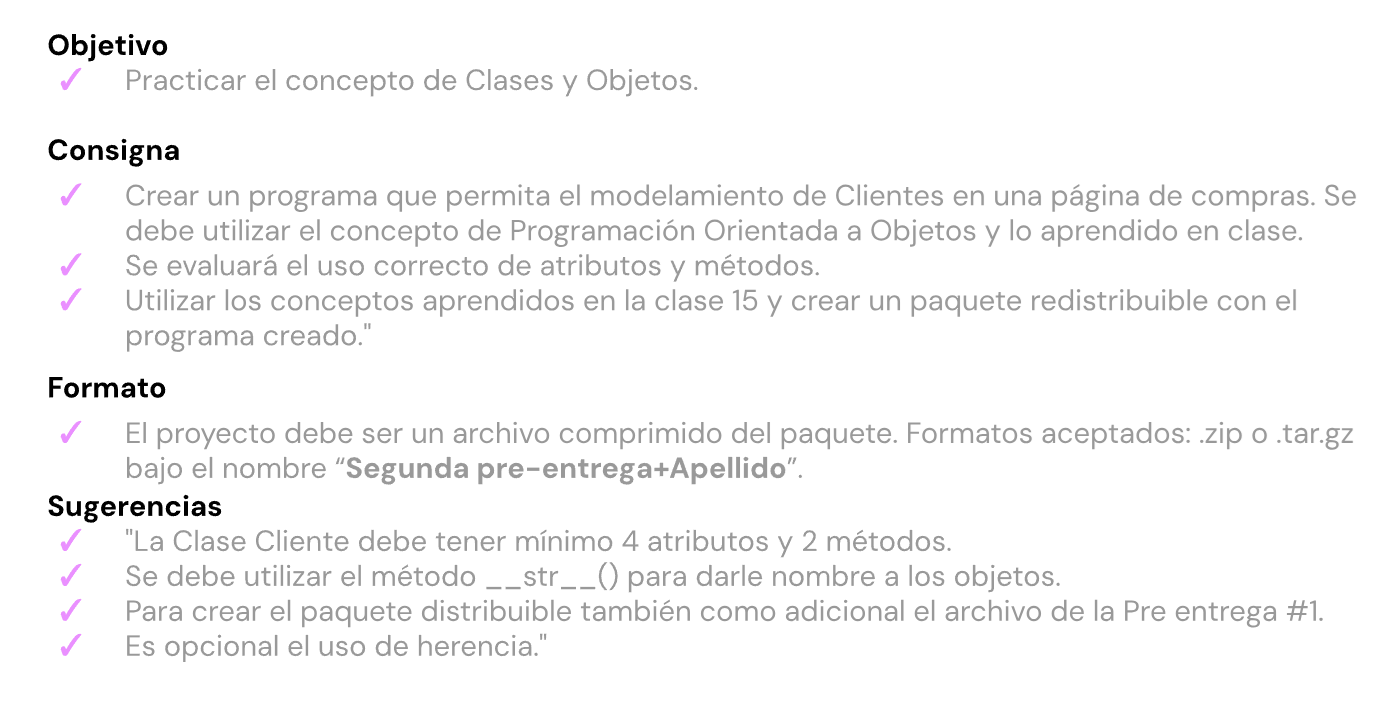 Objetivo
✓ Practicar el concepto de Clases y Objetos.
Consigna
✓ Crear un programa que permita el modelamiento de Clientes en una página de compras. Se
debe utilizar el concepto de Programación Orientada a Objetos y lo aprendido en clase.
✓ Se evaluará el uso correcto de atributos y métodos.
✓ Utilizar los conceptos aprendidos en la clase 15 y crear un paquete redistribuible con el
programa creado."
Formato
✓ El proyecto debe ser un archivo comprimido del paquete. Formatos aceptados: .zip o .tar.gz
bajo el nombre “Segunda pre-entrega+Apellido”.
Sugerencias
✓ "La Clase Cliente debe tener mínimo 4 atributos y 2 métodos.
✓ Se debe utilizar el método __str__() para darle nombre a los objetos.
✓ Para crear el paquete distribuible también como adicional el archivo de la Pre entrega #1.
✓ Es opcional el uso de herencia."